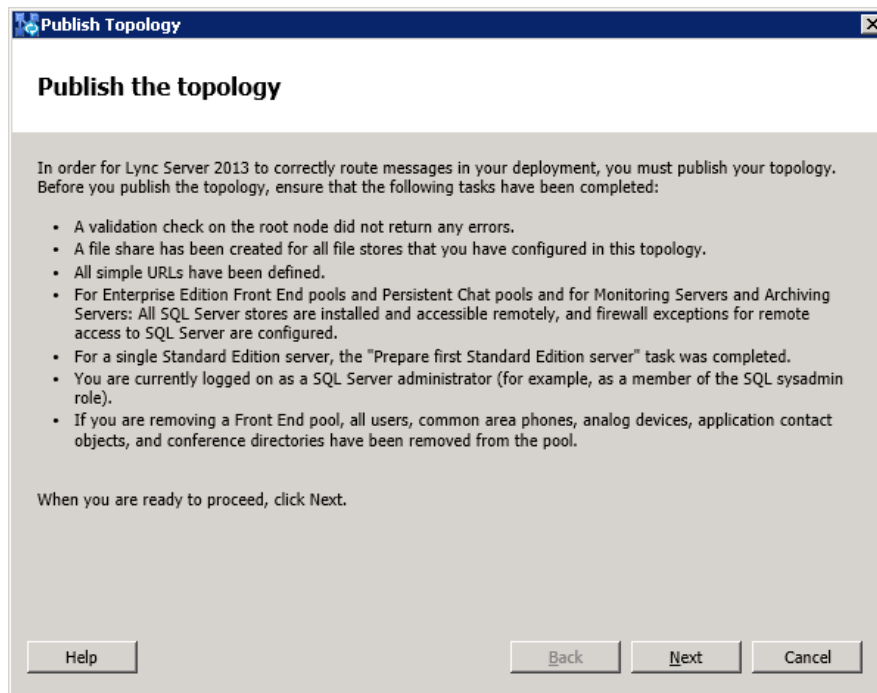 Publish Topology
Publish the topology
In order for Lync Server 2013 to correctly route messages in your deployment, you must publish your topology.
Before you publish the topology, ensure that the following tasks have been completed:
• A validation check on the root node did not return any errors.
• A file share has been created for all file stores that you have configured in this topology.
• All simple URLs have been defined.
• For Enterprise Edition Front End pools and Persistent Chat pools and for Monitoring Servers and Archiving
Servers: All SQL Server stores are installed and accessible remotely, and firewall exceptions for remote
access to SQL Server are configured.
• For a single Standard Edition server, the "Prepare first Standard Edition server" task was completed.
• You are currently logged on as a SQL Server administrator (for example, as a member of the SQL sysadmin
role).
• If you are removing a Front End pool, all users, common area phones, analog devices, application contact
objects, and conference directories have been removed from the pool.
When you are ready to proceed, click Next.
Help Back Next Cancel